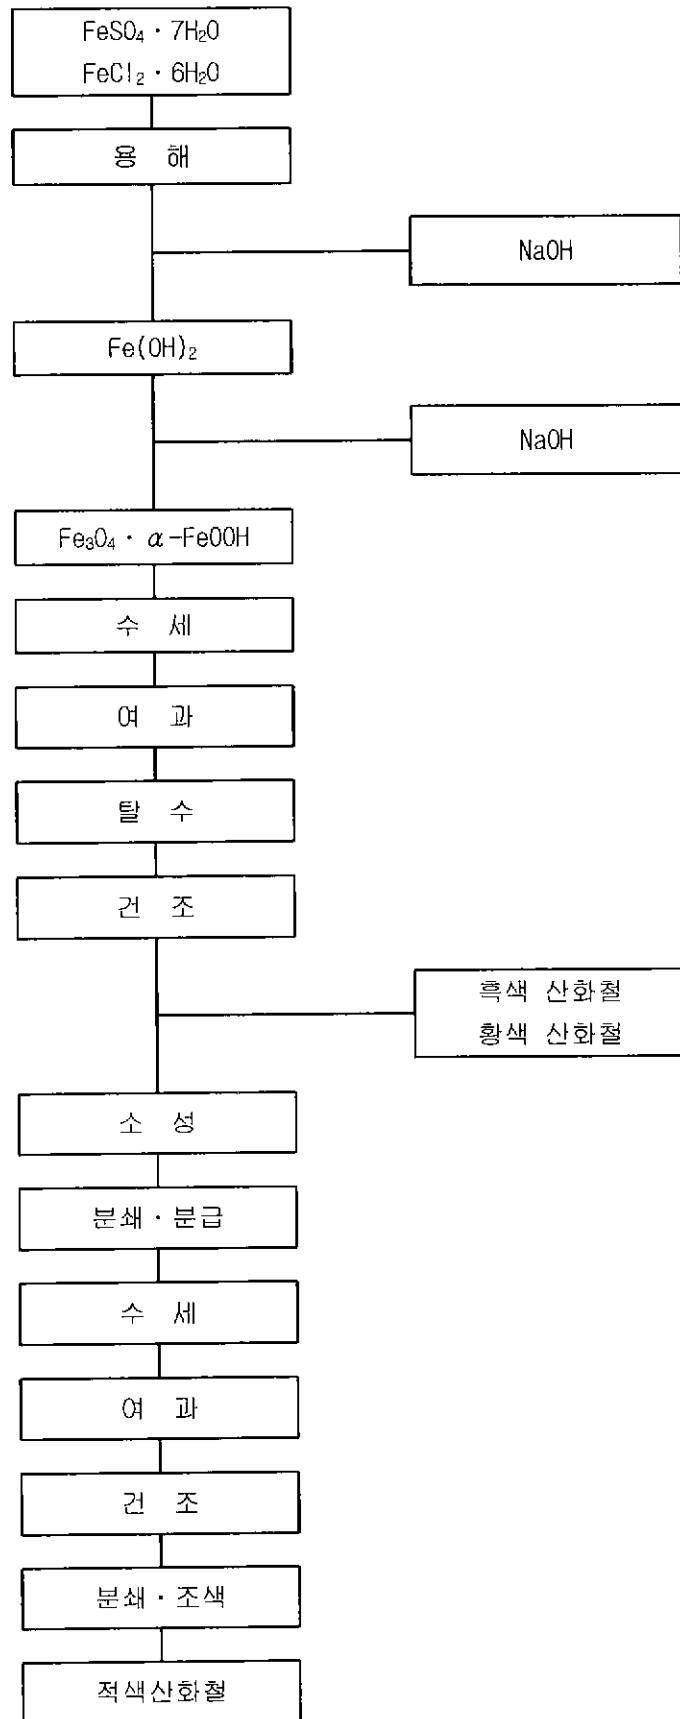 FeSO₄ · 7H₂O
FeCl₂ · 6H₂O
용 해
NaOH
Fe(OH)₂
NaOH
Fe₃O₄ · α-FeOOH
수 세
여 과
탈 수
건 조
흑색 산화철
황색 산화철
소 성
분쇄 · 분급
수 세
여 과
건 조
분쇄 · 조색
적색산화철